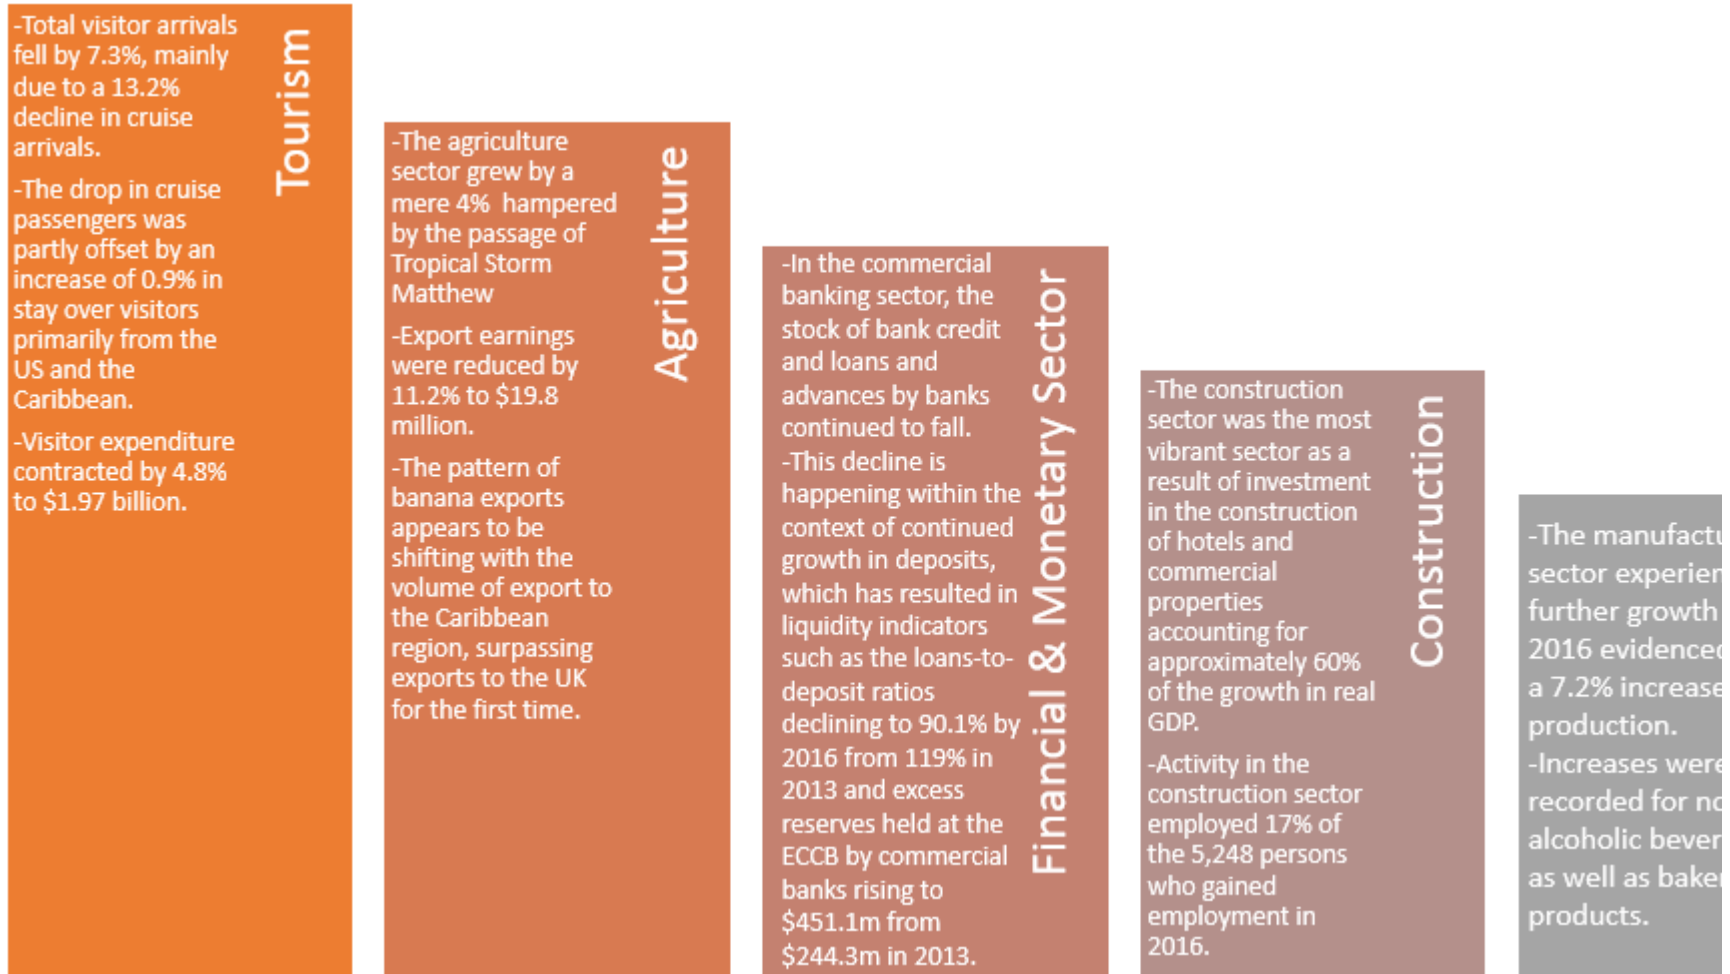 -Total visitor arrivals
fell by 7.3%, mainly
due to a 13.2%
decline in cruise
arrivals.
-The drop in cruise
passengers was
partly offset by an
increase of 0.9% in
stay over visitors
primarily from the
US and the
Caribbean.
-Visitor expenditure
contracted by 4.8%
to $1.97 billion.
Tourism
-The agriculture
sector grew by a
mere 4% hampered
by the passage of
Tropical Storm
Matthew
-Export earnings
were reduced by
11.2% to $19.8
million.
-The pattern of
banana exports
appears to be
shifting with the
volume of export to
the Caribbean
region, surpassing
exports to the UK
for the first time.
Agriculture
-In the commercial
banking sector, the
stock of bank credit
and loans and
advances by banks
continued to fall.
-This decline is
happening within the
context of continued
growth in deposits,
which has resulted in
liquidity indicators
such as the loans-to-
deposit ratios
declining to 90.1% by
2016 from 119% in
2013 and excess
reserves held at the
ECCB by commercial
banks rising to
$451.1m from
$244.3m in 2013.
Financial & Monetary Sector
-The construction
sector was the most
vibrant sector as a
result of investment
in the construction
of hotels and
commercial
properties
accounting for
approximately 60%
of the growth in real
GDP.
-Activity in the
construction sector
employed 17% of
the 5,248 persons
who gained
employment in
2016.
Construction
-The
sector
further growth
2016
a 7.2%
production.
-Increases
recorded for
alcoholic
as well as
products.